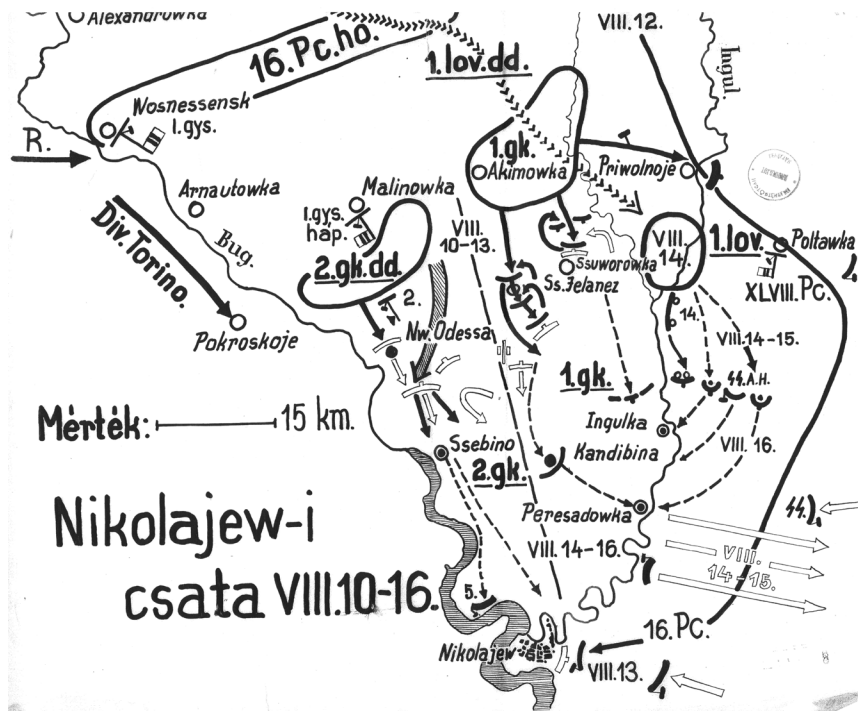 Alexandrowka
VIII.12.
16.Pc.ho.
1.lov.dd.
Ingul.
Wosnessensk
I.gys.
R.
1.gk.
Akimowka
Priwolnoje
Arnautowka
Malinowka
I.gys.
háp.
VIII.
10-13.
Div.Torino.
Bug.
2.gk.dd.
VIII.
14.
1.lov.
Poltawka
Ssuworowka
XLVIII.Pc.
Ss.Jelanez
2.
14.
Pokroskoje
Nw.Odessa
VIII.14-15.
1.gk.
44.A.H.
Mérték:
15 km.
Ingulka
VIII.16.
Ssebino
Kandibina
2.gk.
Nikolajew-i
csata VIII.10-16.
Peresadowka
44.
VIII.14-16.
VIII.
14-15.
5.
16.Pc.
Nikolajew
VIII.13.